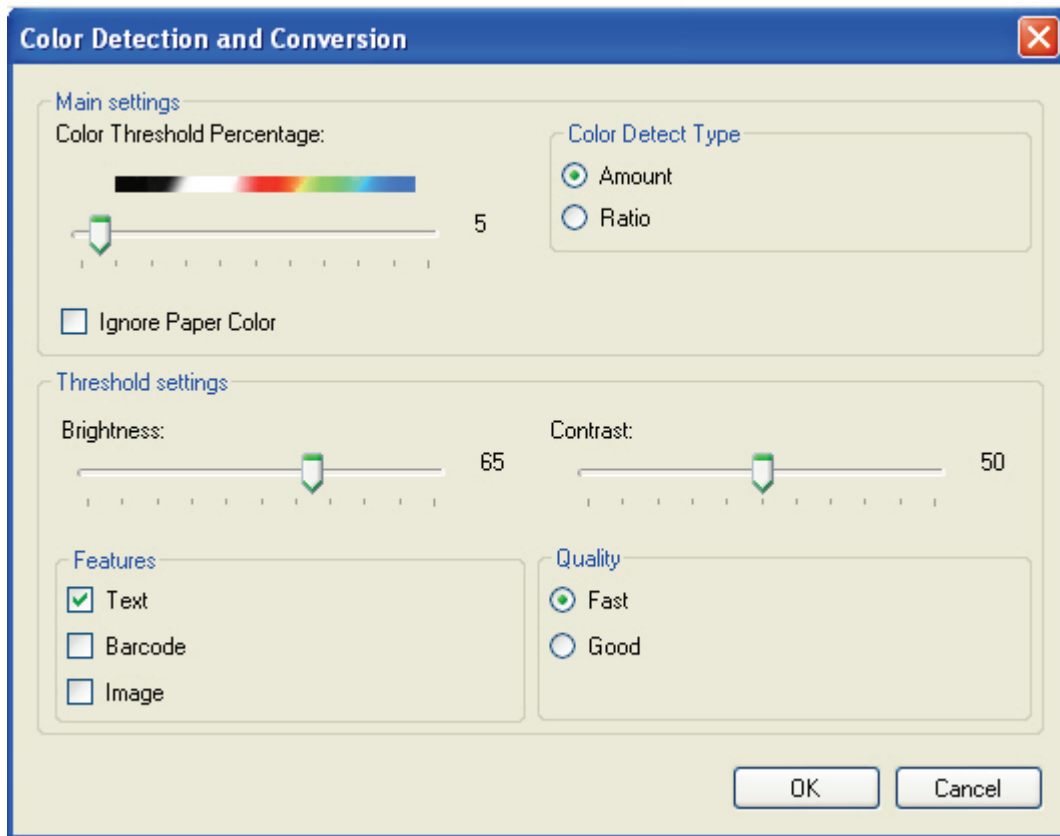 Color Detection and Conversion
Main settings
Color Threshold Percentage:
5
Color Detect Type
Amount
Ratio
Ignore Paper Color
Threshold settings
Brightness:
65
Contrast:
50
Features
Text
Barcode
Image
Quality
Fast
Good
OK
Cancel